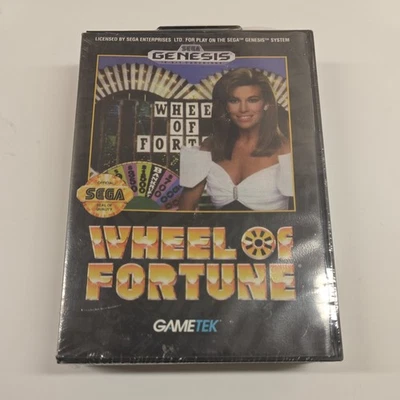 LICENSED BY SEGA ENTERPRISES LTD. FOR PLAY ON THE SEGA™ GENESIS™ SYSTEM
SEGA
GENESIS
WHEE
OF
FORT
SEGA
WHEEL OF
FORTUNE
GAMETEK